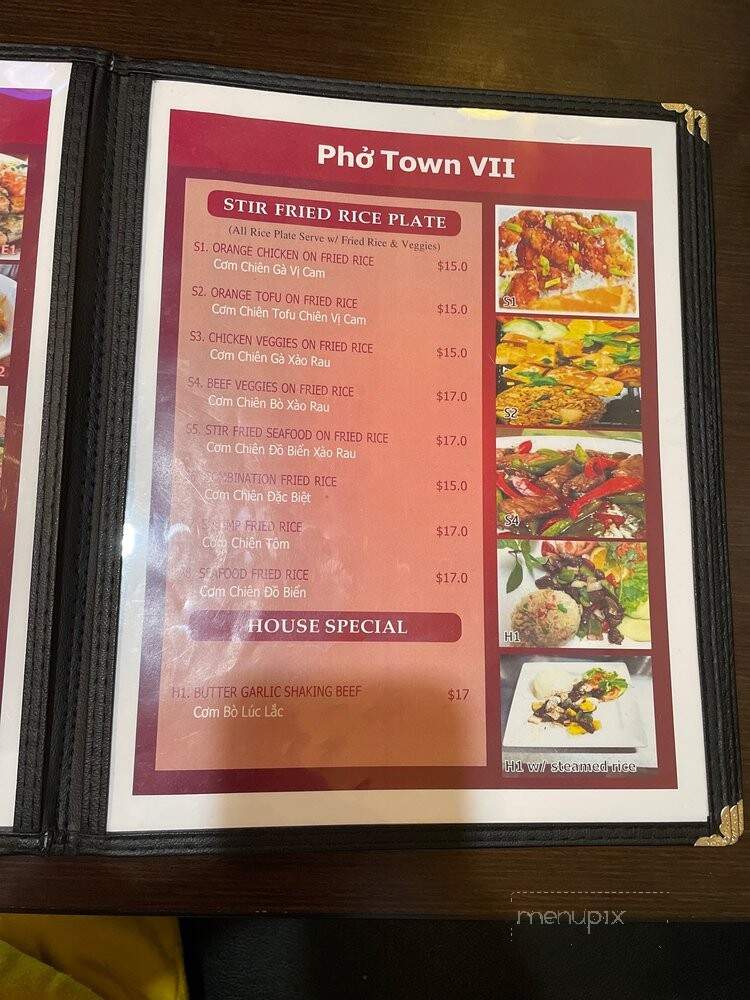 Phở Town VII
STIR FRIED RICE PLATE
(All Rice Plate Serve w/ Fried Rice & Veggies)
S1. ORANGE CHICKEN ON FRIED RICE $15.0
Cơm Chiên Gà Vị Cam
S2. ORANGE TOFU ON FRIED RICE $15.0
Cơm Chiên Tofu Chiên Vị Cam
S3. CHICKEN VEGGIES ON FRIED RICE $15.0
Cơm Chiên Gà Xào Rau
S4. BEEF VEGGIES ON FRIED RICE $17.0
Cơm Chiên Bò Xào Rau
S5. STIR FRIED SEAFOOD ON FRIED RICE $17.0
Cơm Chiên Đồ Biển Xào Rau
COMBINATION FRIED RICE $15.0
Cơm Chiên Đặc Biệt
SHRIMP FRIED RICE $17.0
Cơm Chiên Tôm
8. SEAFOOD FRIED RICE $17.0
Cơm Chiên Đồ Biển
HOUSE SPECIAL
H1. BUTTER GARLIC SHAKING BEEF $17
Cơm Bò Lúc Lắc
S1
S2
S4
H1
H1 w/ steamed rice
E1
2
menupix